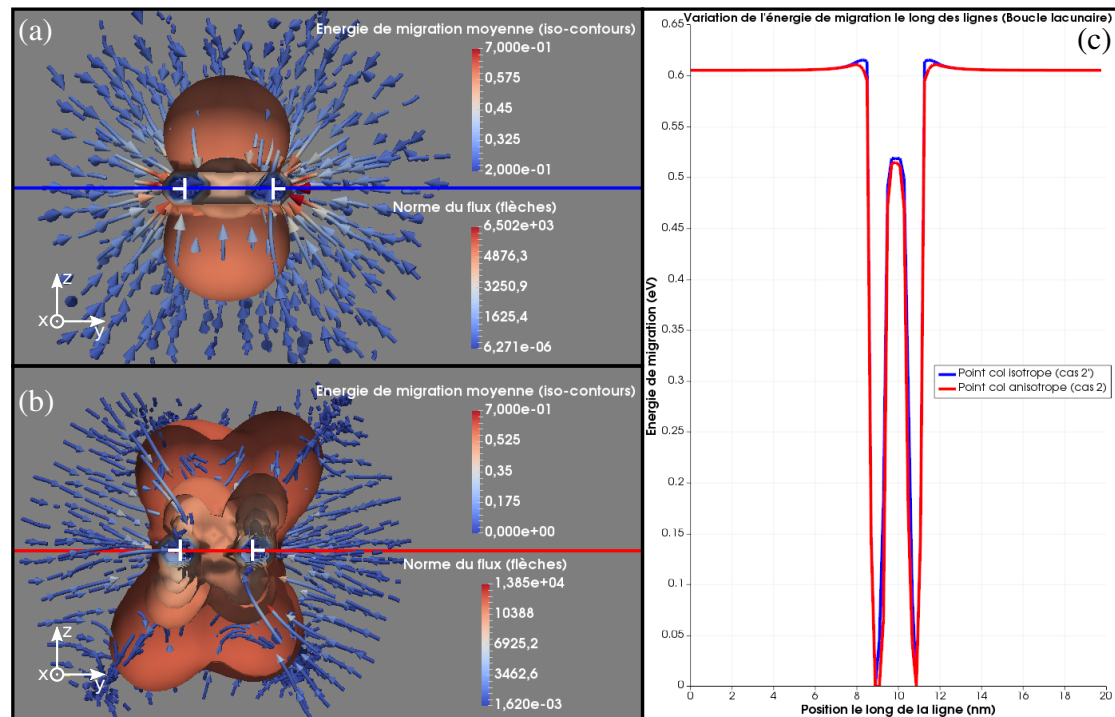 (a)
Energie de migration moyenne (iso-contours)
7,000e-01
0,575
0,45
0,325
2,000e-01
Norme du flux (flèches)
6,502e+03
4876,3
3250,9
1625,4
6,271e-06
z
x
y
(b)
Energie de migration moyenne (iso-contours)
7,000e-01
0,525
0,35
0,175
0,000e+00
Norme du flux (flèches)
1,385e+04
10388
6925,2
3462,6
1,620e-03
z
x
y
Variation de l'énergie de migration le long des lignes (Boucle lacunaire)
(c)
Energie de migration (eV)
0.65
0.6
0.55
0.5
0.45
0.4
0.35
0.3
0.25
0.2
0.15
0.1
0.05
0
Point col isotrope (cas 2')
Point col anisotrope (cas 2)
0 2 4 6 8 10 12 14 16 18 20
Position le long de la ligne (nm)